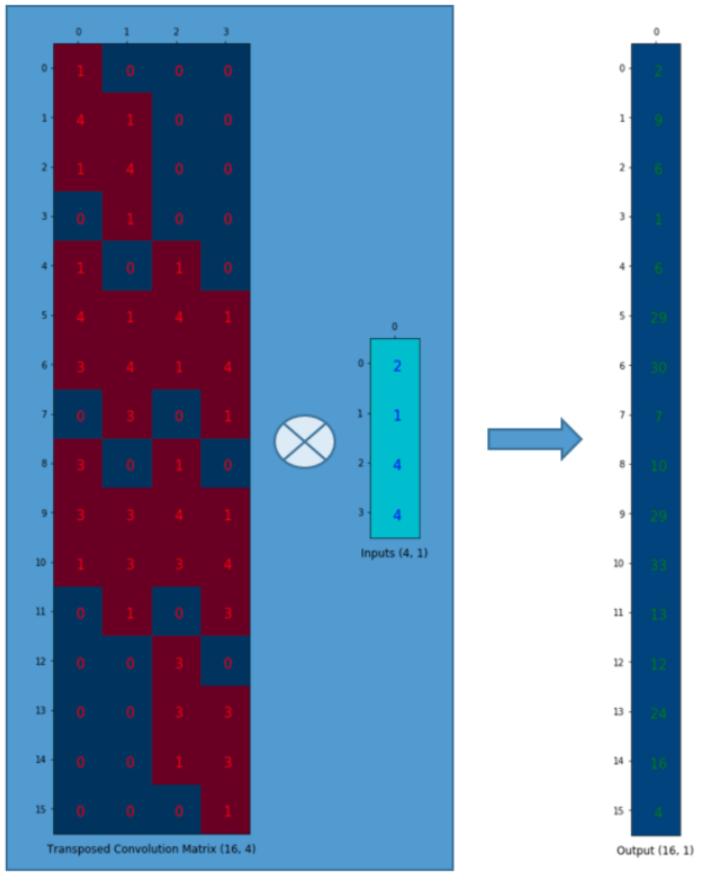 0 1 2 3
0 1 0 0 0
1 4 1 0 0
2 1 4 0 0
3 0 1 0 0
4 1 0 1 0
5 4 1 4 1
6 3 4 1 4
7 0 3 0 1
8 3 0 1 0
9 3 3 4 1
10 1 3 3 4
11 0 1 0 3
12 0 0 3 0
13 0 0 3 3
14 0 0 1 3
15 0 0 0 1
Transposed Convolution Matrix (16, 4)
0
0 2
1 1
2 4
3 4
Inputs (4, 1)
0
0 2
1 9
2 6
3 1
4 6
5 29
6 30
7 7
8 10
9 29
10 33
11 13
12 12
13 24
14 16
15 4
Output (16, 1)